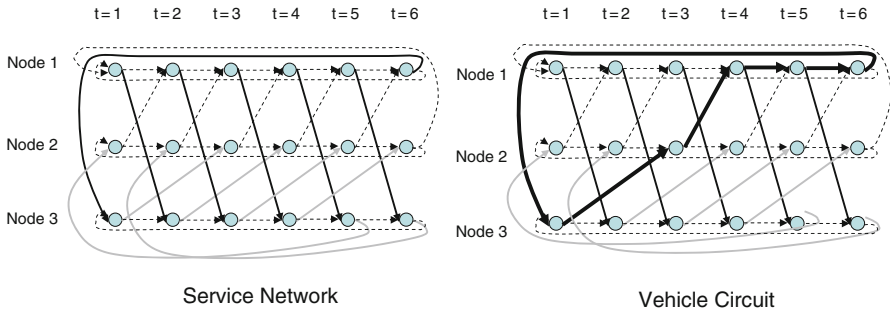 t=1 t=2 t=3 t=4 t=5 t=6
Node 1
Node 2
Node 3
Service Network
t=1 t=2 t=3 t=4 t=5 t=6
Node 1
Node 2
Node 3
Vehicle Circuit